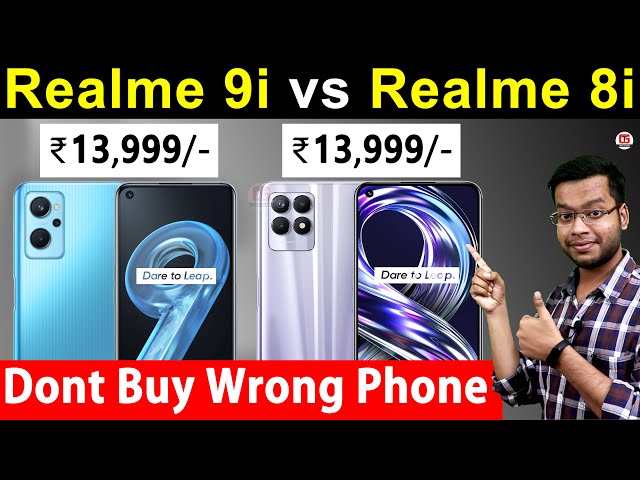 Realme 9i vs Realme 8i
₹13,999/- ₹13,999/-
Dare to Leap. Dare to Leap.
Dont Buy Wrong Phone